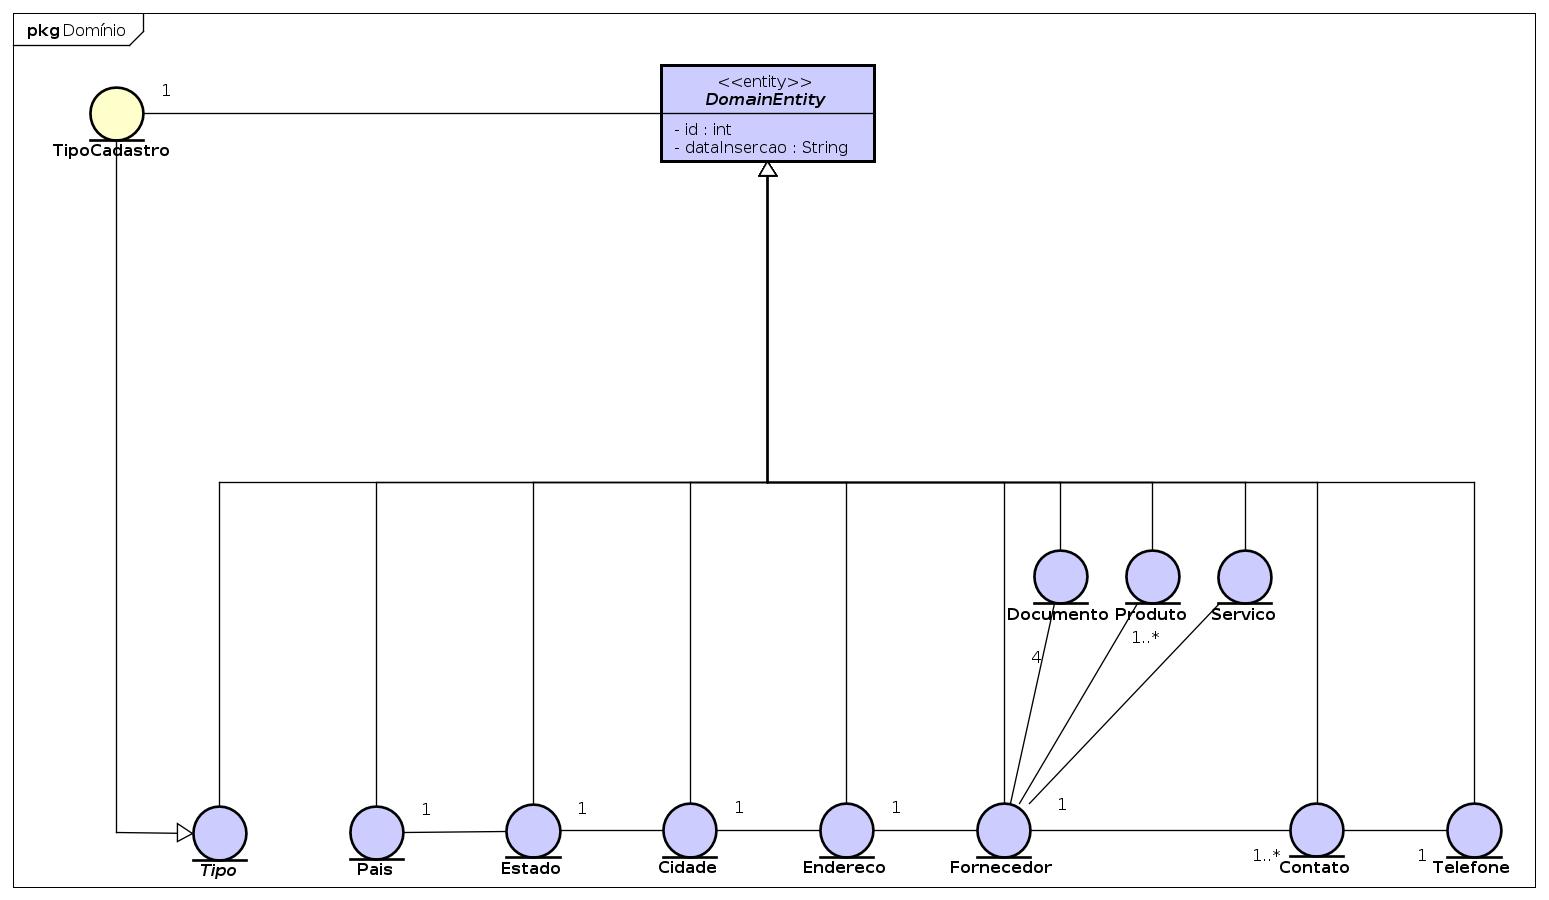 pkg Domínio
1
TipoCadastro
<<entity>>
DomainEntity
- id : int
- dataInsercao : String
Documento
Produto
Servico
1..*
4
1
1
1
1
1
1..*
1
Tipo
Pais
Estado
Cidade
Endereco
Fornecedor
Contato
Telefone